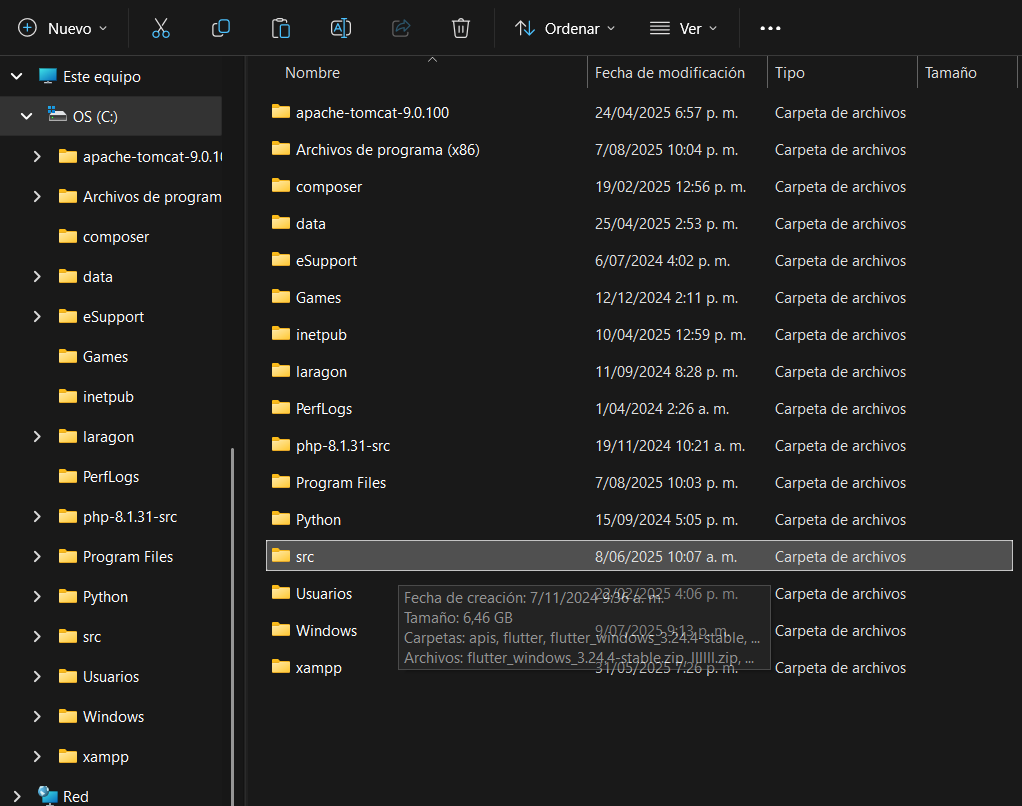 Nuevo Ordenar Ver
Este equipo
OS (C:)
apache-tomcat-9.0.10
Archivos de program
composer
data
eSupport
Games
inetpub
laragon
PerfLogs
php-8.1.31-src
Program Files
Python
src
Usuarios
Windows
xampp
Red
Nombre Fecha de modificación Tipo Tamaño
apache-tomcat-9.0.100 24/04/2025 6:57 p. m. Carpeta de archivos
Archivos de programa (x86) 7/08/2025 10:04 p. m. Carpeta de archivos
composer 19/02/2025 12:56 p. m. Carpeta de archivos
data 25/04/2025 2:53 p. m. Carpeta de archivos
eSupport 6/07/2024 4:02 p. m. Carpeta de archivos
Games 12/12/2024 2:11 p. m. Carpeta de archivos
inetpub 10/04/2025 12:59 p. m. Carpeta de archivos
laragon 11/09/2024 8:28 p. m. Carpeta de archivos
PerfLogs 1/04/2024 2:26 a. m. Carpeta de archivos
php-8.1.31-src 19/11/2024 10:21 a. m. Carpeta de archivos
Program Files 7/08/2025 10:03 p. m. Carpeta de archivos
Python 15/09/2024 5:05 p. m. Carpeta de archivos
src 8/06/2025 10:07 a. m. Carpeta de archivos
Usuarios 22/02/2025 4:06 p. m. Carpeta de archivos
Windows 9/07/2025 9:13 p. m. Carpeta de archivos
xampp 31/05/2025 7:26 p. m. Carpeta de archivos
Fecha de creación: 7/11/2024 9:36 a. m.
Tamaño: 6,46 GB
Carpetas: apis, flutter, flutter_windows_3.24.4-stable, ...
Archivos: flutter_windows_3.24.4-stable.zip, ...